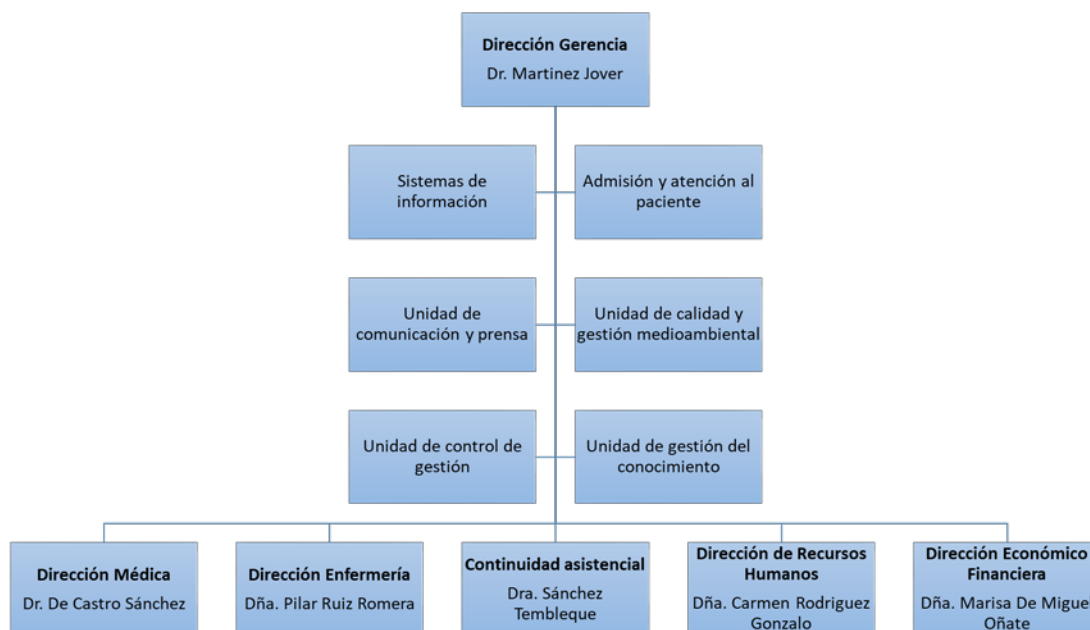 Dirección Gerencia
Dr. Martinez Jover
Sistemas de
información
Admisión y atención al
paciente
Unidad de
comunicación y prensa
Unidad de calidad y
gestión medioambiental
Unidad de control de
gestión
Unidad de gestión del
conocimiento
Dirección Médica
Dr. De Castro Sánchez
Dirección Enfermería
Dña. Pilar Ruiz Romera
Continuidad asistencial
Dra. Sánchez
Tembleque
Dirección de Recursos
Humanos
Dña. Carmen Rodriguez
Gonzalo
Dirección Económico
Financiera
Dña. Marisa De Miguel
Oñate